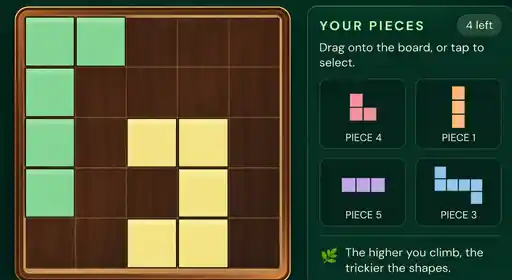 YOUR PIECES
4 left
Drag onto the board, or tap to
select.
PIECE 4
PIECE 1
PIECE 5
PIECE 3
The higher you climb, the
trickier the shapes.